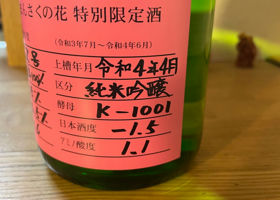 まんさくの花 特別限定酒
(令和3年7月～令和4年6月)
上槽年月 令和4年4月
区分 純米吟醸
酵母 K-1001
日本酒度 -1.5
アミノ酸度 1.1